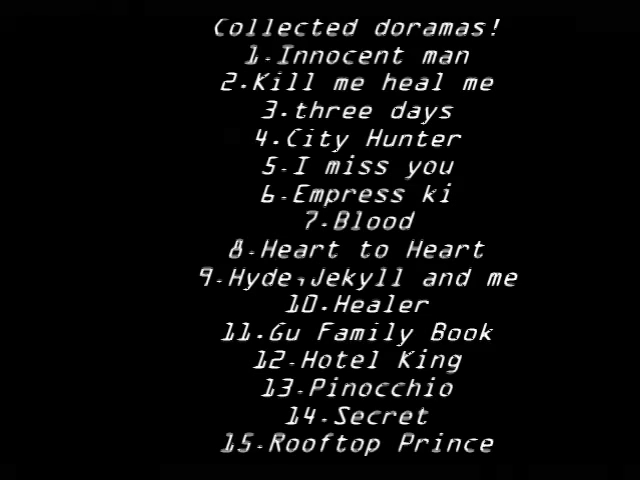 Collected doramas!
1.Innocent man
2.Kill me heal me
3.three days
4.City Hunter
5.I miss you
6.Empress ki
7.Blood
8.Heart to Heart
9.Hyde,Jekyll and me
10.Healer
11.Gu Family Book
12.Hotel King
13.Pinocchio
14.Secret
15.Rooftop Prince